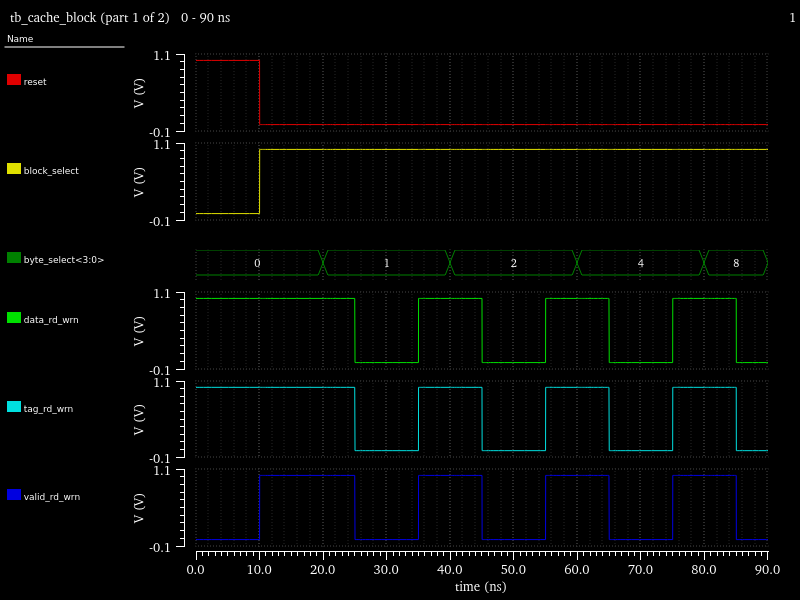 tb_cache_block (part 1 of 2) 0 - 90 ns 1
Name
1.1
reset
V (V)
-0.1
1.1
block_select
V (V)
-0.1
byte_select<3:0> 0 1 2 4 8
1.1
data_rd_wrn
V (V)
-0.1
1.1
tag_rd_wrn
V (V)
-0.1
1.1
valid_rd_wrn
V (V)
-0.1
0.0 10.0 20.0 30.0 40.0 50.0 60.0 70.0 80.0 90.0
time (ns)